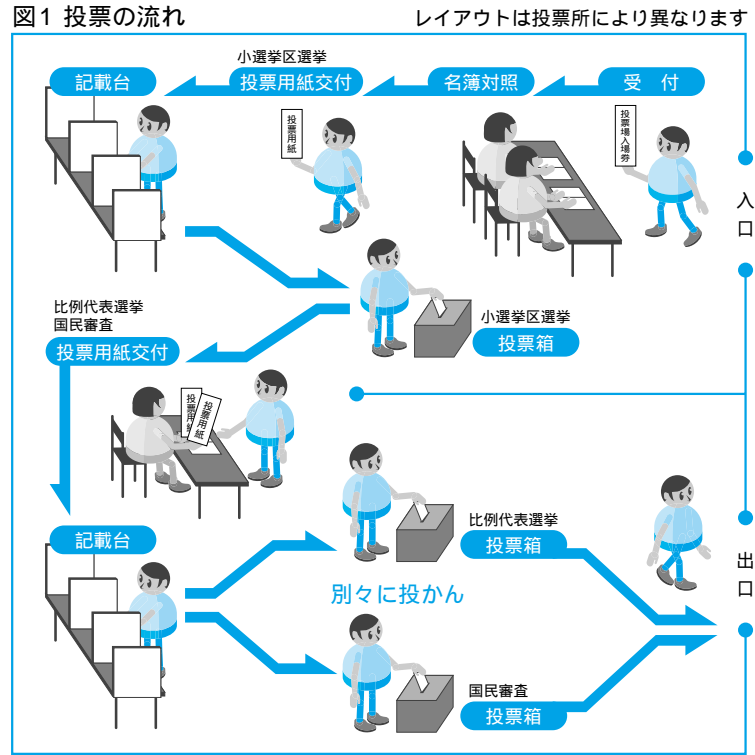 図1 投票の流れ
レイアウトは投票所により異なります
小選挙区選挙
記載台
投票用紙交付
名簿対照
受 付
投票用紙
投票場入場券
入口
小選挙区選挙
投票箱
比例代表選挙
国民審査
投票用紙交付
投票用紙
投票用紙
記載台
比例代表選挙
投票箱
別々に投かん
出口
国民審査
投票箱